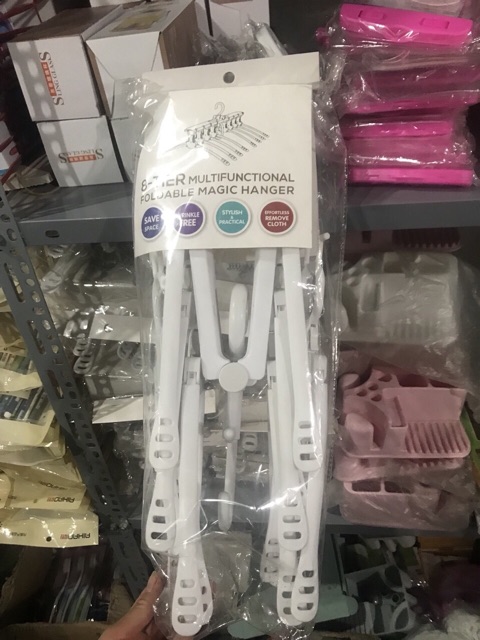 8-TIER MULTIFUNCTIONAL
FOLDABLE MAGIC HANGER
SAVE
SPACE
WRINKLE
FREE
STYLISH
&
PRACTICAL
EFFORTLESS
REMOVE
CLOTH